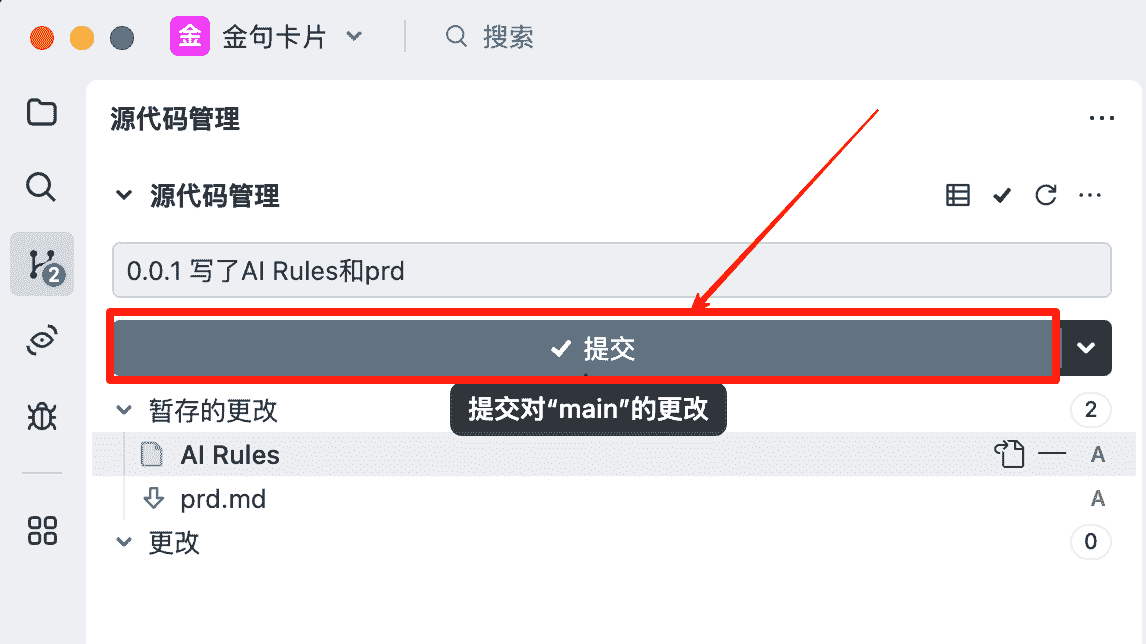 金 金句卡片 搜索
源代码管理
源代码管理
0.0.1 写了AI Rules和prd
提交
提交对“main”的更改
暂存的更改 2
AI Rules A
prd.md A
更改 0
2